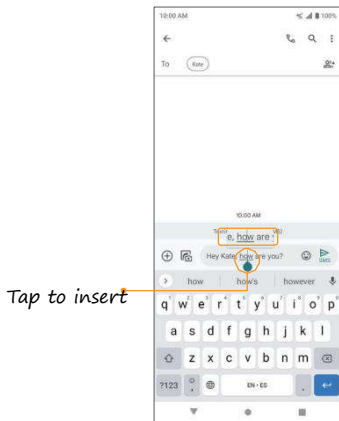 10:00 AM 100%
To Kate
10:00 AM
e, how are
Hey Kate, how are you?
SMS
how how's however
Tap to insert
q w e r t y u i o p
a s d f g h j k l
z x c v b n m
?123 , EN • ES .